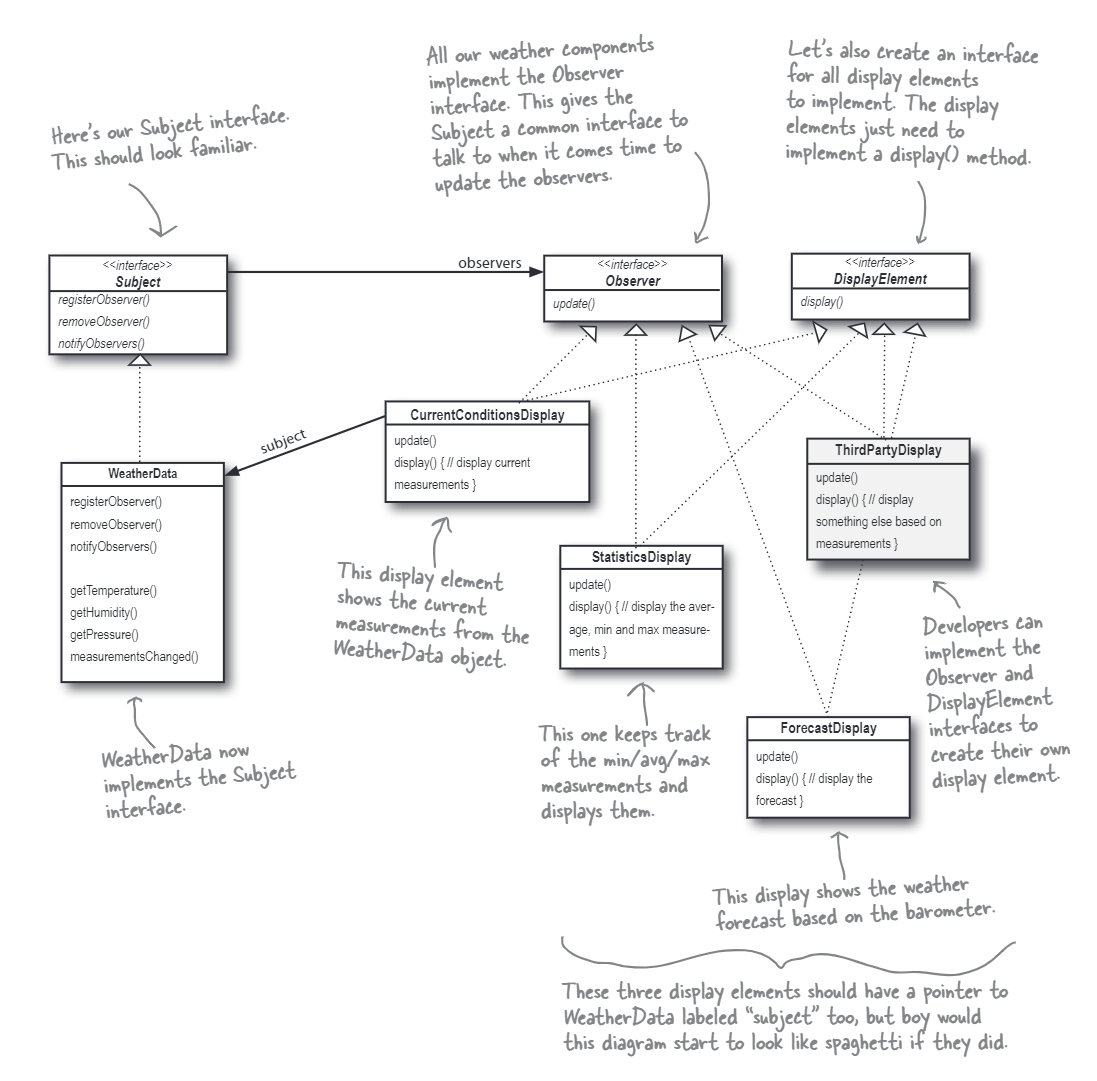 Here's our Subject interface.
This should look familiar.
All our weather components
implement the Observer
interface. This gives the
Subject a common interface to
talk to when it comes time to
update the observers.
Let's also create an interface
for all display elements
to implement. The display
elements just need to
implement a display() method.
<<interface>>
Subject
registerObserver()
removeObserver()
notifyObservers()
observers
<<interface>>
Observer
update()
<<interface>>
DisplayElement
display()
subject
WeatherData
registerObserver()
removeObserver()
notifyObservers()
getTemperature()
getHumidity()
getPressure()
measurementsChanged()
WeatherData now
implements the Subject
interface.
CurrentConditionsDisplay
update()
display() { // display current
measurements }
This display element
shows the current
measurements from the
WeatherData object.
StatisticsDisplay
update()
display() { // display the aver-
age, min and max measure-
ments }
This one keeps track
of the min/avg/max
measurements and
displays them.
ThirdPartyDisplay
update()
display() { // display
something else based on
measurements }
Developers can
implement the
Observer and
DisplayElement
interfaces to
create their own
display element.
ForecastDisplay
update()
display() { // display the
forecast }
This display shows the weather
forecast based on the barometer.
These three display elements should have a pointer to
WeatherData labeled “subject” too, but boy would
this diagram start to look like spaghetti if they did.